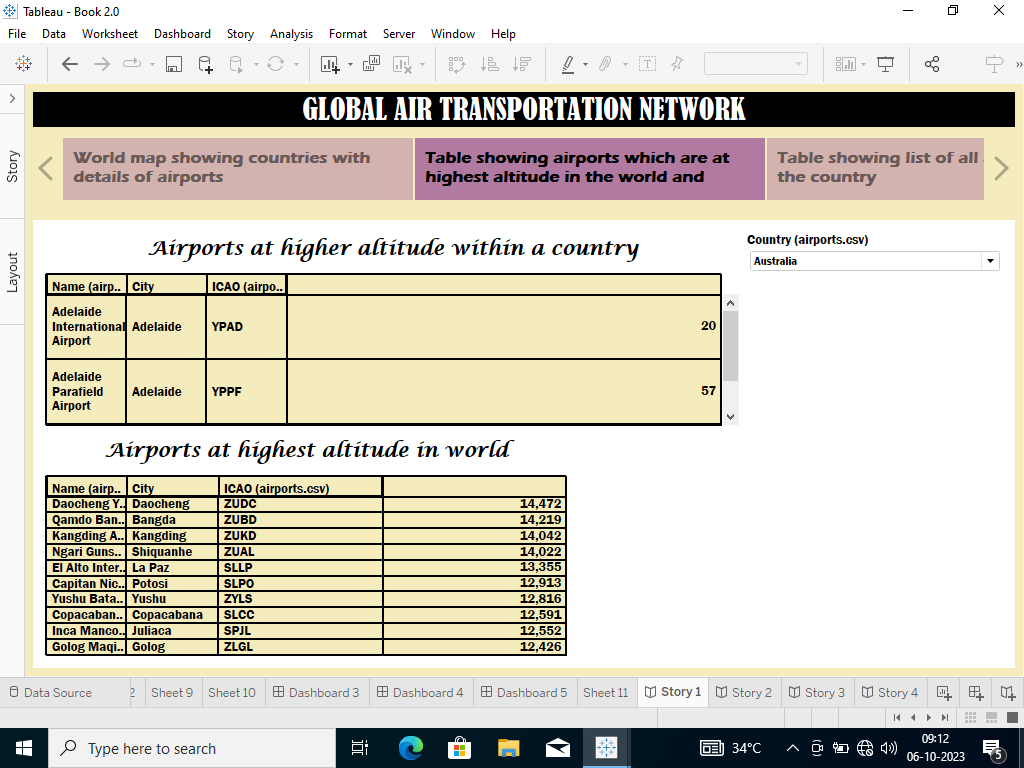 Tableau - Book 2.0
File Data Worksheet Dashboard Story Analysis Format Server Window Help
GLOBAL AIR TRANSPORTATION NETWORK
Story
Layout
World map showing countries with
details of airports
Table showing airports which are at
highest altitude in the world and
Table showing list of all
the country
Airports at higher altitude within a country
Country (airports.csv)
Australia
Name (airp.. City ICAO (airpo..
Adelaide
International
Airport
Adelaide YPAD 20
Adelaide
Parafield
Airport
Adelaide YPPF 57
Airports at highest altitude in world
Name (airp.. City ICAO (airports.csv)
Daocheng Y.. Daocheng ZUDC 14,472
Qamdo Ban.. Bangda ZUBD 14,219
Kangding A.. Kangding ZUKD 14,042
Ngari Guns.. Shiquanhe ZUAL 14,022
El Alto Inter.. La Paz SLLP 13,355
Capitan Nic.. Potosi SLPO 12,913
Yushu Bata.. Yushu ZYLS 12,816
Copacaban.. Copacabana SLCC 12,591
Inca Manco.. Juliaca SPJL 12,552
Golog Maqi.. Golog ZLGL 12,426
Data Source 2 Sheet 9 Sheet 10 Dashboard 3 Dashboard 4 Dashboard 5 Sheet 11 Story 1 Story 2 Story 3 Story 4
Type here to search
34°C
09:12
06-10-2023
5